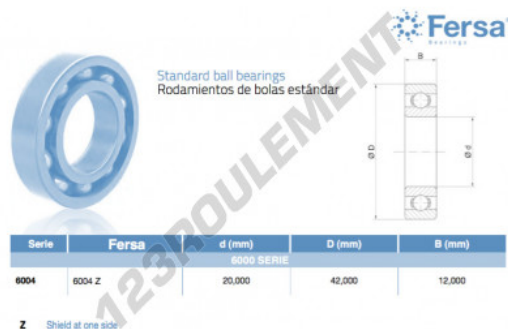 Fersa
Bearings
Standard ball bearings
Rodamientos de bolas estándar
B
Ø D
Ø d
123ROULEMENT
Serie Fersa d (mm) D (mm) B (mm)
6000 SERIE
6004 6004 Z 20,000 42,000 12,000
Z Shield at one side